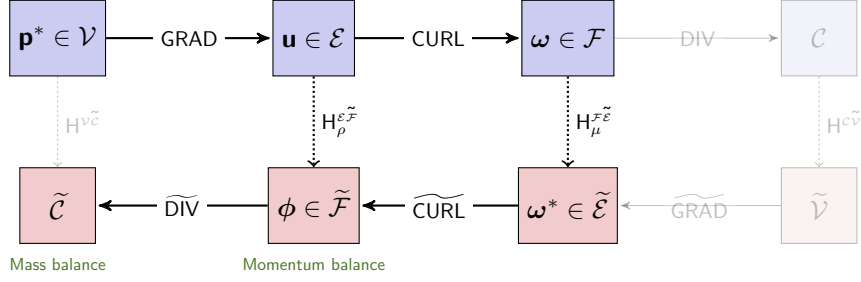 p* ∈ 𝒱 GRAD u ∈ ℰ CURL ω ∈ ℱ DIV 𝒞
H^{𝒱𝒞̃} H_ρ^{ℰℱ̃} H_μ^{ℱℰ̃} H^{𝒞𝒱̃}
𝒞̃ D͠IV ϕ ∈ ℱ̃ C͠URL ω* ∈ ℰ̃ G͠RAD 𝒱̃
Mass balance Momentum balance